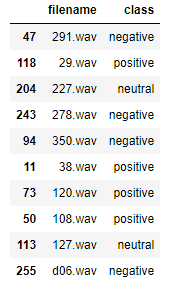 filename class
47 291.wav negative
118 29.wav positive
204 227.wav neutral
243 278.wav negative
94 350.wav negative
11 38.wav positive
73 120.wav positive
50 108.wav positive
113 127.wav neutral
255 d06.wav negative